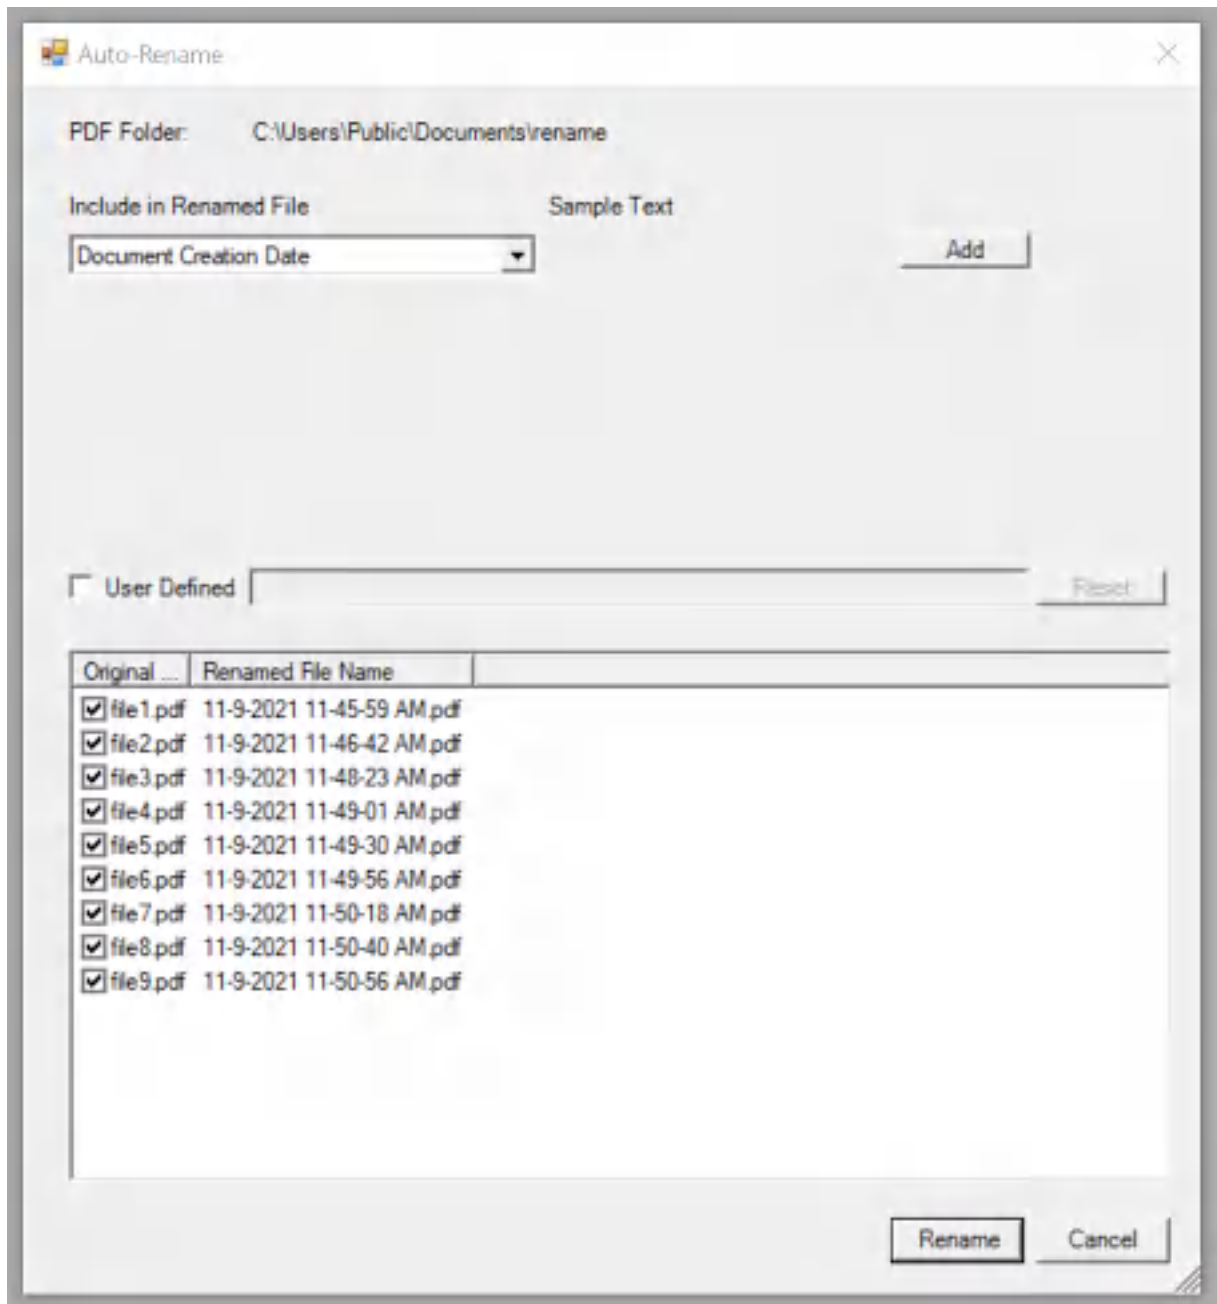 Auto-Rename
PDF Folder: C:\Users\Public\Documents\rename
Include in Renamed File Sample Text
Document Creation Date Add
User Defined Reset
Original ... Renamed File Name
file1.pdf 11-9-2021 11-45-59 AM.pdf
file2.pdf 11-9-2021 11-46-42 AM.pdf
file3.pdf 11-9-2021 11-48-23 AM.pdf
file4.pdf 11-9-2021 11-49-01 AM.pdf
file5.pdf 11-9-2021 11-49-30 AM.pdf
file6.pdf 11-9-2021 11-49-56 AM.pdf
file7.pdf 11-9-2021 11-50-18 AM.pdf
file8.pdf 11-9-2021 11-50-40 AM.pdf
file9.pdf 11-9-2021 11-50-56 AM.pdf
Rename Cancel